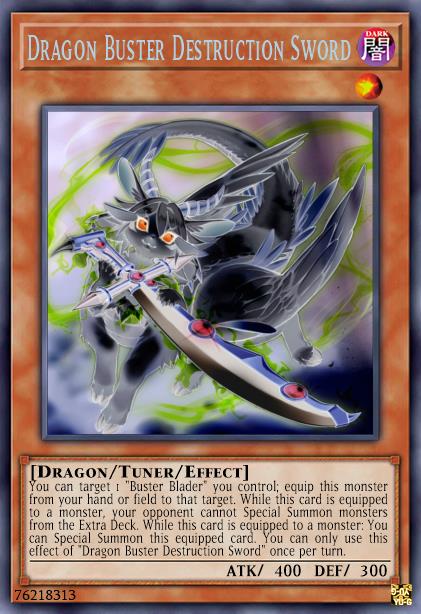 DRAGON BUSTER DESTRUCTION SWORD
DARK
闇
[DRAGON/TUNER/EFFECT]
You can target 1 "Buster Blader" you control; equip this monster
from your hand or field to that target. While this card is equipped
to a monster, your opponent cannot Special Summon monsters
from the Extra Deck. While this card is equipped to a monster: You
can Special Summon this equipped card. You can only use this
effect of "Dragon Buster Destruction Sword" once per turn.
ATK/ 400 DEF/ 300
76218313